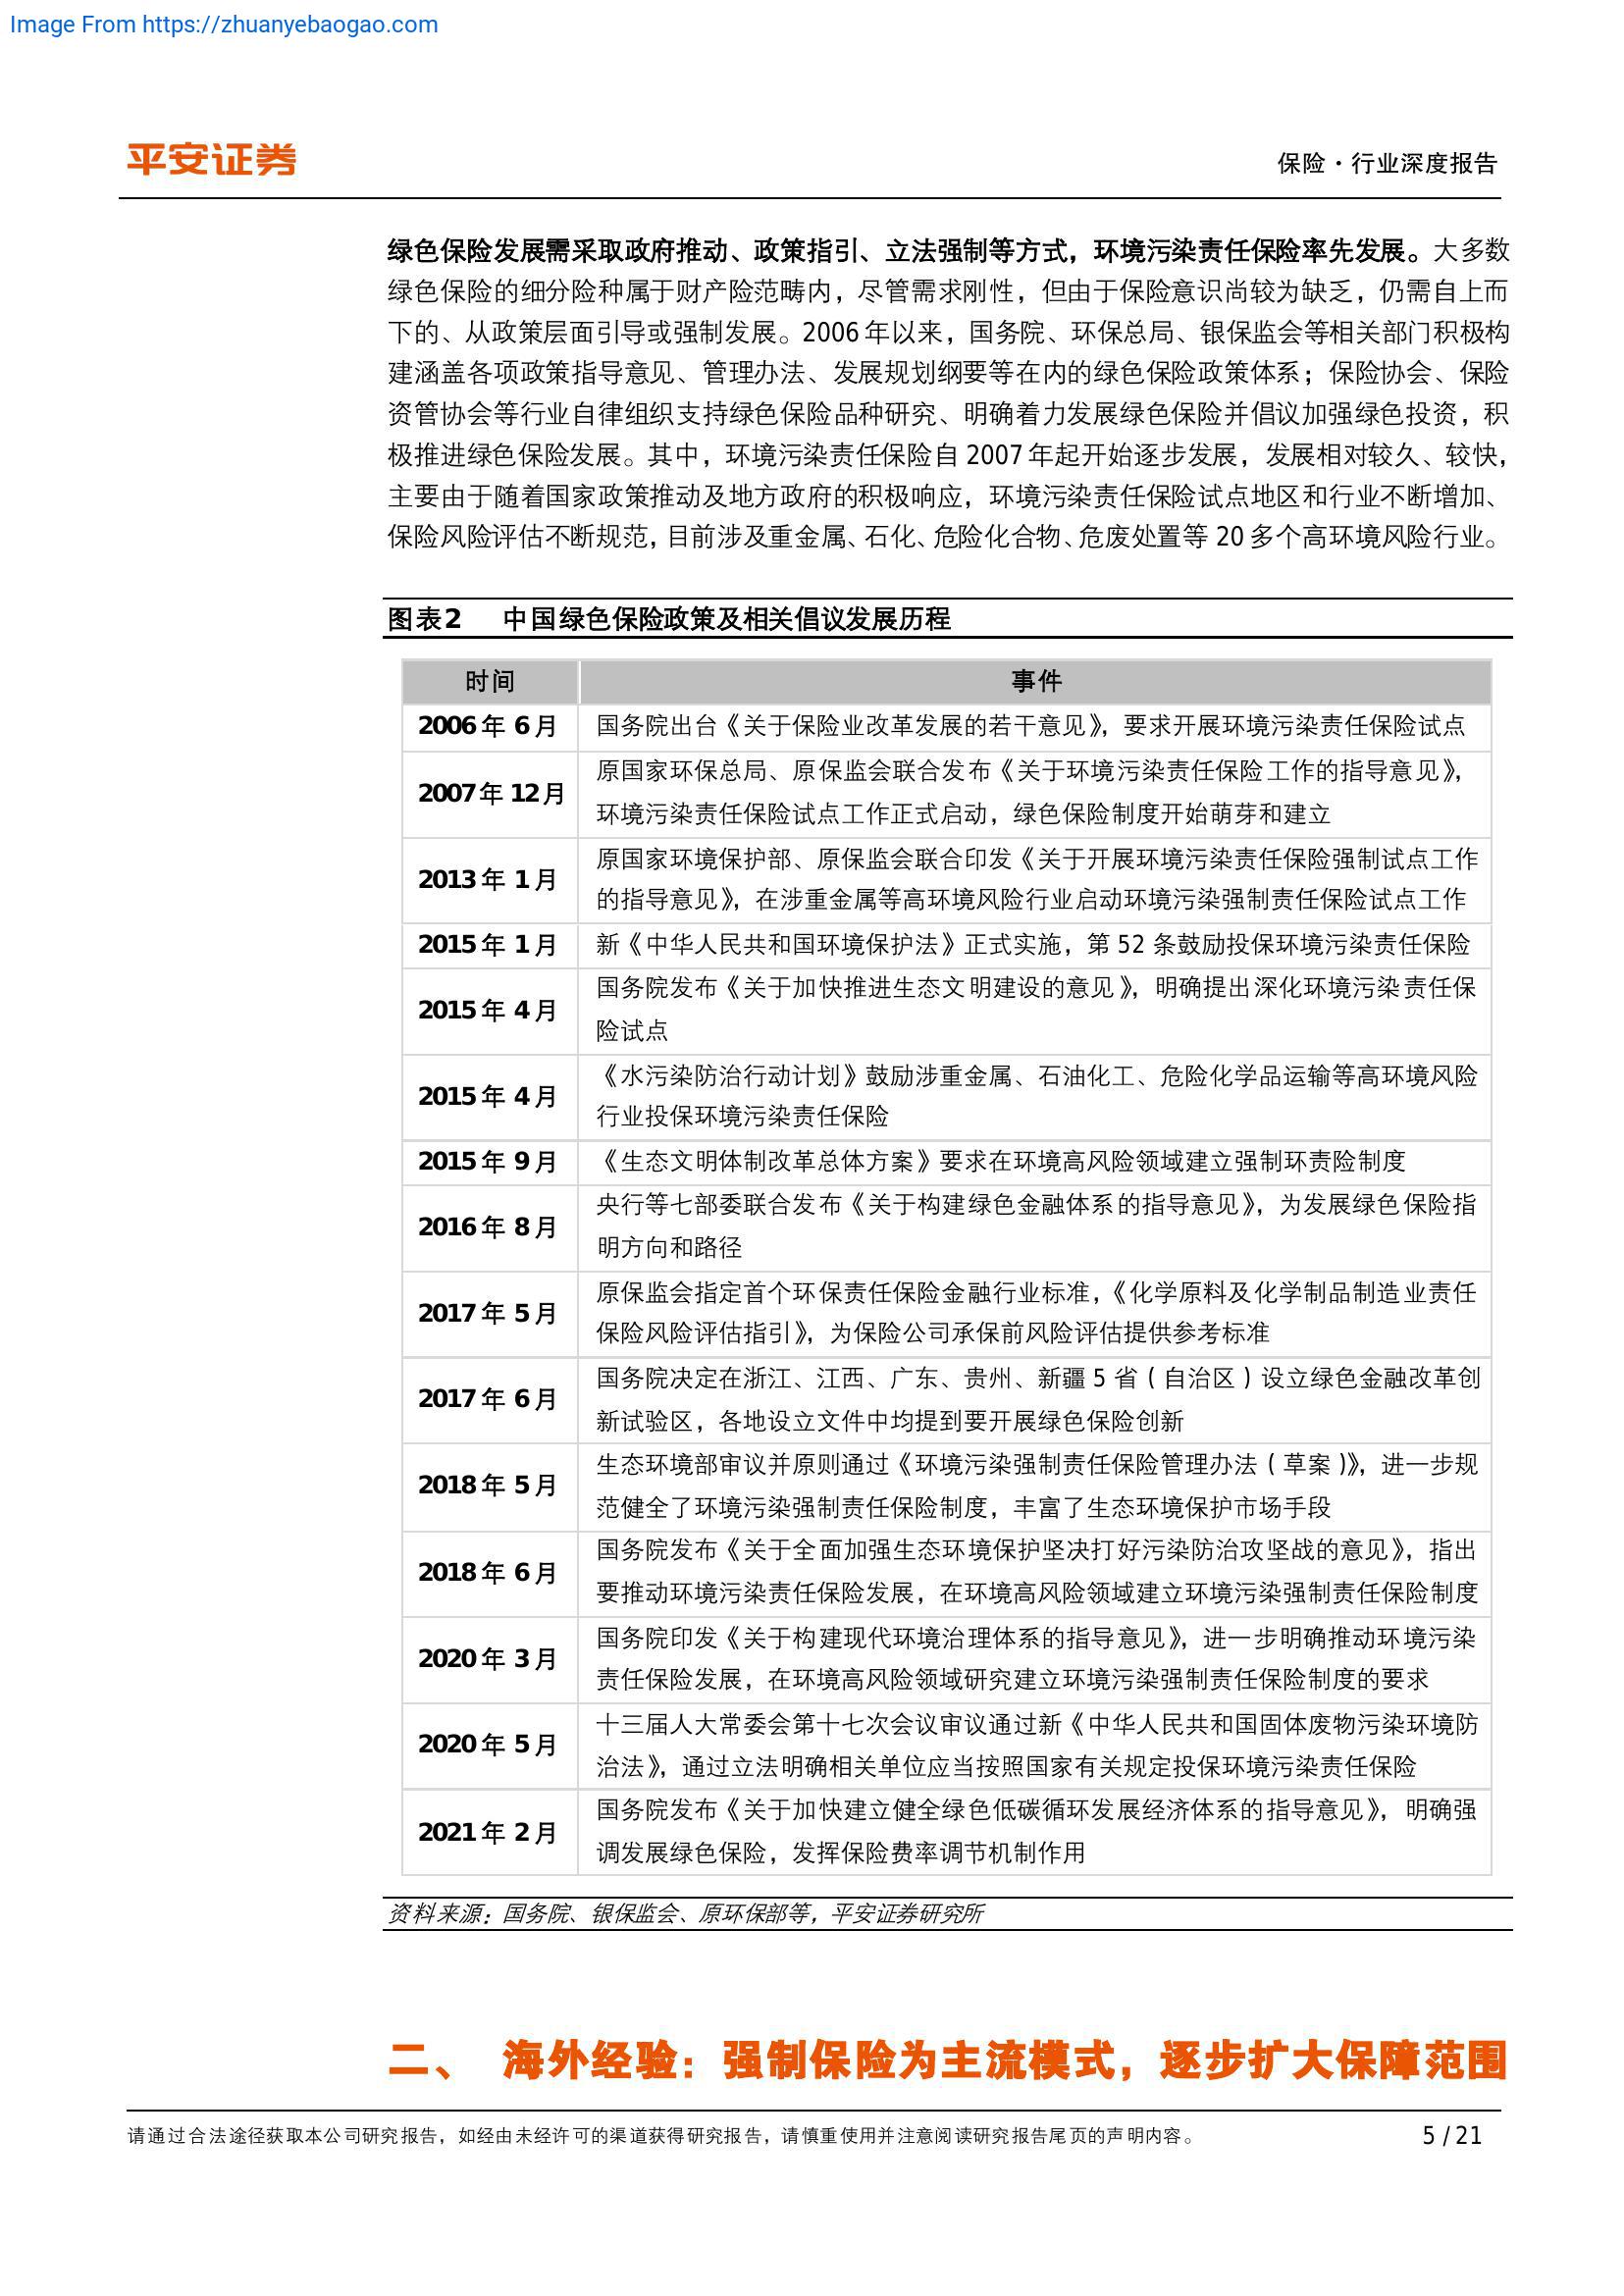 Image From https://zhuanyebaogao.com
平安证券
保险·行业深度报告
绿色保险发展需采取政府推动、政策指引、立法强制等方式，环境污染责任保险率先发展。大多数
绿色保险的细分险种属于财产险范畴内，尽管需求刚性，但由于保险意识尚较为缺乏，仍需自上而
下的、从政策层面引导或强制发展。2006年以来，国务院、环保总局、银保监会等相关部门积极构
建涵盖各项政策指导意见、管理办法、发展规划纲要等在内的绿色保险政策体系；保险协会、保险
资管协会等行业自律组织支持绿色保险品种研究、明确着力发展绿色保险并倡议加强绿色投资，积
极推进绿色保险发展。其中，环境污染责任保险自2007年起开始逐步发展，发展相对较久、较快，
主要由于随着国家政策推动及地方政府的积极响应，环境污染责任保险试点地区和行业不断增加、
保险风险评估不断规范，目前涉及重金属、石化、危险化合物、危废处置等20多个高环境风险行业。
图表2 中国绿色保险政策及相关倡议发展历程
时间 事件
2006年6月 国务院出台《关于保险业改革发展的若干意见》，要求开展环境污染责任保险试点
2007年12月 原国家环保总局、原保监会联合发布《关于环境污染责任保险工作的指导意见》，
环境污染责任保险试点工作正式启动，绿色保险制度开始萌芽和建立
2013年1月 原国家环境保护部、原保监会联合印发《关于开展环境污染责任保险强制试点工作
的指导意见》，在涉重金属等高环境风险行业启动环境污染强制责任保险试点工作
2015年1月 新《中华人民共和国环境保护法》正式实施，第52条鼓励投保环境污染责任保险
2015年4月 国务院发布《关于加快推进生态文明建设的意见》，明确提出深化环境污染责任保
险试点
2015年4月 《水污染防治行动计划》鼓励涉重金属、石油化工、危险化学品运输等高环境风险
行业投保环境污染责任保险
2015年9月 《生态文明体制改革总体方案》要求在环境高风险领域建立强制环责险制度
2016年8月 央行等七部委联合发布《关于构建绿色金融体系的指导意见》，为发展绿色保险指
明方向和路径
2017年5月 原保监会指定首个环保责任保险金融行业标准，《化学原料及化学制品制造业责任
保险风险评估指引》，为保险公司承保前风险评估提供参考标准
2017年6月 国务院决定在浙江、江西、广东、贵州、新疆5省（自治区）设立绿色金融改革创
新试验区，各地设立文件中均提到要开展绿色保险创新
2018年5月 生态环境部审议并原则通过《环境污染强制责任保险管理办法（草案）》，进一步规
范健全了环境污染强制责任保险制度，丰富了生态环境保护市场手段
2018年6月 国务院发布《关于全面加强生态环境保护坚决打好污染防治攻坚战的意见》，指出
要推动环境污染责任保险发展，在环境高风险领域建立环境污染强制责任保险制度
2020年3月 国务院印发《关于构建现代环境治理体系的指导意见》，进一步明确推动环境污染
责任保险发展，在环境高风险领域研究建立环境污染强制责任保险制度的要求
2020年5月 十三届人大常委会第十七次会议审议通过新《中华人民共和国固体废物污染环境防
治法》，通过立法明确相关单位应当按照国家有关规定投保环境污染责任保险
2021年2月 国务院发布《关于加快建立健全绿色低碳循环发展经济体系的指导意见》，明确强
调发展绿色保险，发挥保险费率调节机制作用
资料来源：国务院、银保监会、原环保部等，平安证券研究所
二、 海外经验：强制保险为主流模式，逐步扩大保障范围
请通过合法途径获取本公司研究报告，如经由未经许可的渠道获得研究报告，请慎重使用并注意阅读研究报告尾页的声明内容。
5 / 21